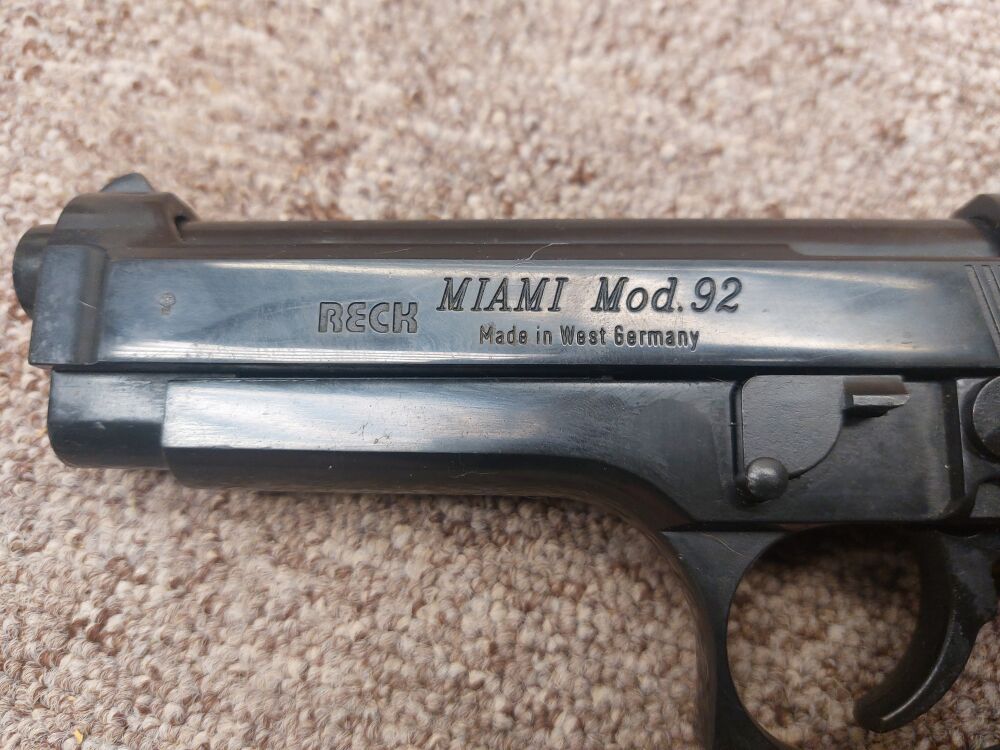 RECK MIAMI Mod. 92
Made in West Germany